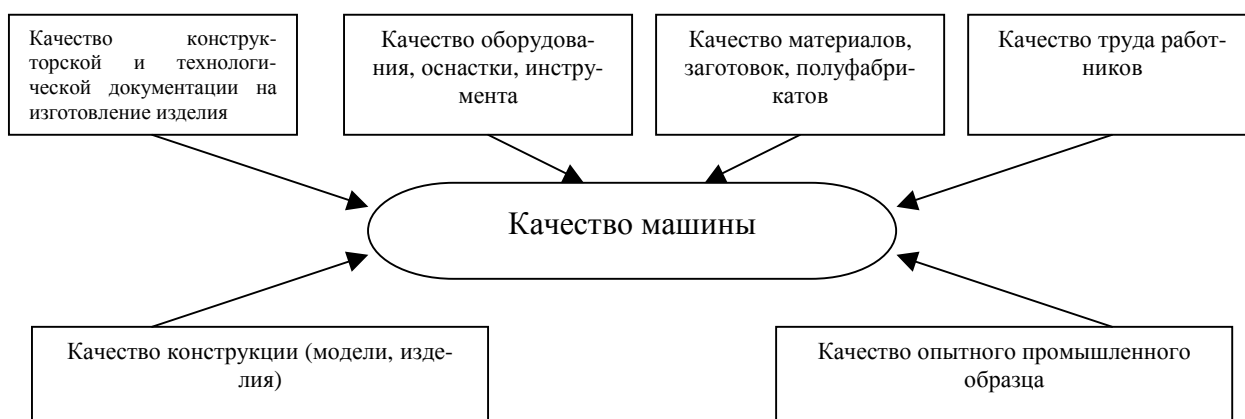 Качество конструк-
торской и технологи-
ческой документации на
изготовление изделия
Качество оборудова-
ния, оснастки, инстру-
мента
Качество материалов,
заготовок, полуфабри-
катов
Качество труда работ-
ников
Качество машины
Качество конструкции (модели, изде-
лия)
Качество опытного промышленного
образца